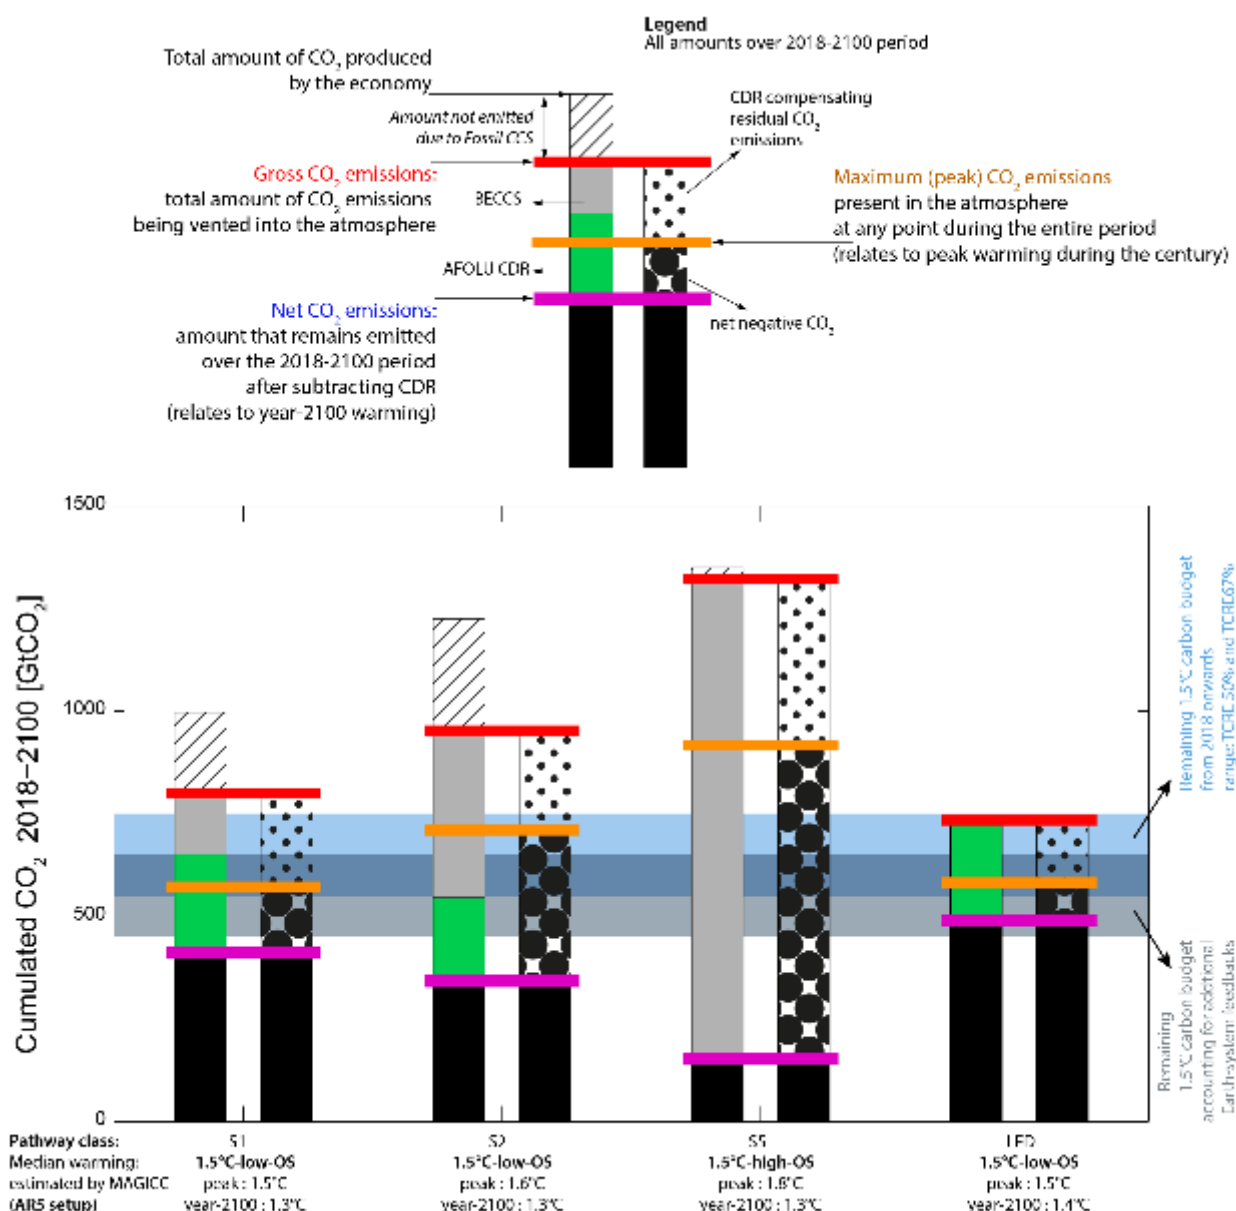 Legend
All amounts over 2018-2100 period
Total amount of CO₂ produced
by the economy
Amount not emitted
due to Fossil CCS
CDR compensating
residual CO₂
emissions
Gross CO₂ emissions:
total amount of CO₂ emissions
being vented into the atmosphere
BECCS
Maximum (peak) CO₂ emissions
present in the atmosphere
at any point during the entire period
(relates to peak warming during the century)
AFOLU CDR
Net CO₂ emissions:
amount that remains emitted
over the 2018-2100 period
after subtracting CDR
(relates to year-2100 warming)
net negative CO₂
1500
1000
500
0
Cumulated CO₂ 2018-2100 [GtCO₂]
Remaining 1.5°C carbon budget
from 2018 onwards
range: TCRE 50% and TCRE67%
Remaining
1.5°C carbon budget
accounting for additional
Earth-system feedbacks
Pathway class: S1 S2 S5 LED
Median warming: 1.5°C-low-OS 1.5°C-low-OS 1.5°C-high-OS 1.5°C-low-OS
estimated by MAGICC peak : 1.5°C peak : 1.6°C peak : 1.8°C peak : 1.5°C
(AR5 setup) year-2100 : 1.3°C year-2100 : 1.3°C year-2100 : 1.3°C year-2100 : 1.4°C